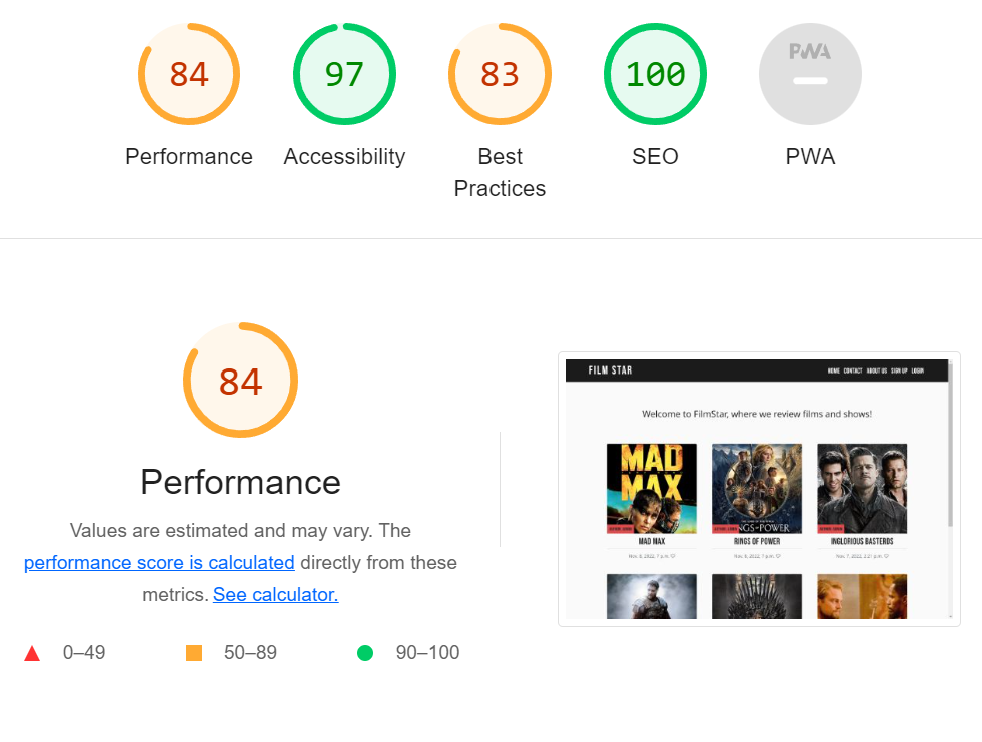 84
97
83
100
PWA
Performance
Accessibility
Best
Practices
SEO
PWA
84
Performance
Values are estimated and may vary. The
performance score is calculated directly from these
metrics. See calculator.
0–49
50–89
90–100
FILM STAR
HOME CONTACT ABOUT US SIGN UP LOGIN
Welcome to FilmStar, where we review films and shows!
MAD
MAX
NGS-POWER
MAD MAX
RINGS OF POWER
INGLORIOUS BASTERDS
Nov. 8, 2022, 7 p.m.
Nov. 8, 2022, 7 p.m.
Nov. 7, 2022, 2:21 p.m.